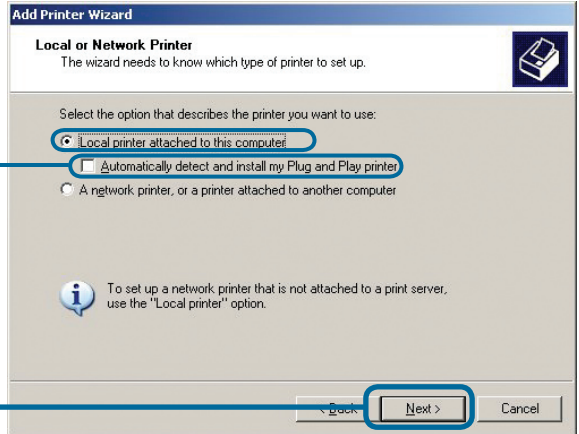 Add Printer Wizard
Local or Network Printer
The wizard needs to know which type of printer to set up.
Select the option that describes the printer you want to use:
Local printer attached to this computer
Automatically detect and install my Plug and Play printer
A network printer, or a printer attached to another computer
To set up a network printer that is not attached to a print server,
use the "Local printer" option.
< Back Next > Cancel